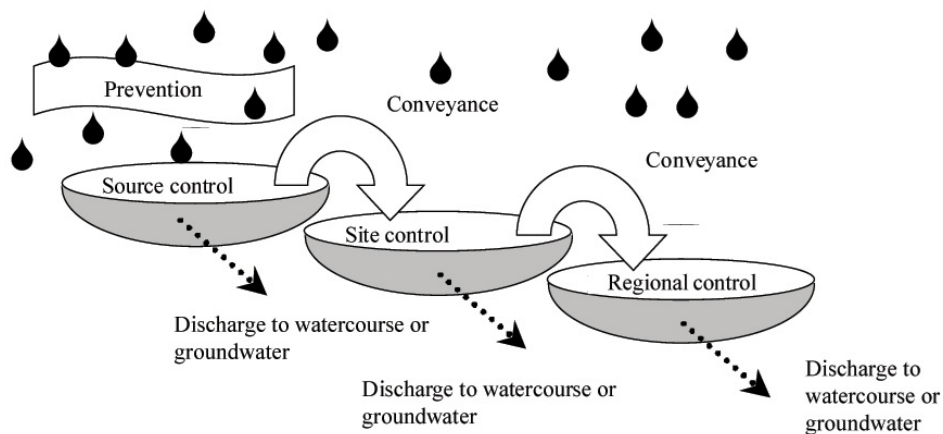 Prevention
Conveyance
Conveyance
Source control
Site control
Regional control
Discharge to watercourse or
groundwater
Discharge to watercourse or
groundwater
Discharge to
watercourse or
groundwater